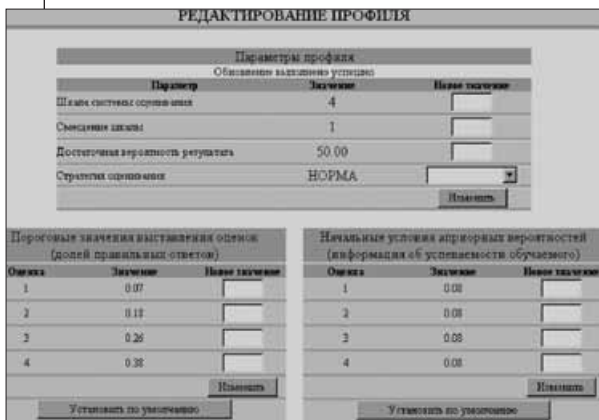 РЕДАКТИРОВАНИЕ ПРОФИЛЯ
Параметры профиля
Обновление выполнено успешно
Параметр Значение Новое значение
Шкала системы оценивания 4
Смещение шкалы 1
Достаточная вероятность результата 50.00
Стратегия оценивания НОРМА
Изменить
Пороговые значения выставления оценок
(долей правильных ответов)
Оценка Значение Новое значение
1 0.07
2 0.18
3 0.26
4 0.38
Изменить
Установить по умолчанию
Начальные условия априорных вероятностей
(информация об успеваемости обучаемого)
Оценка Значение Новое значение
1 0.08
2 0.08
3 0.08
4 0.08
Изменить
Установить по умолчанию